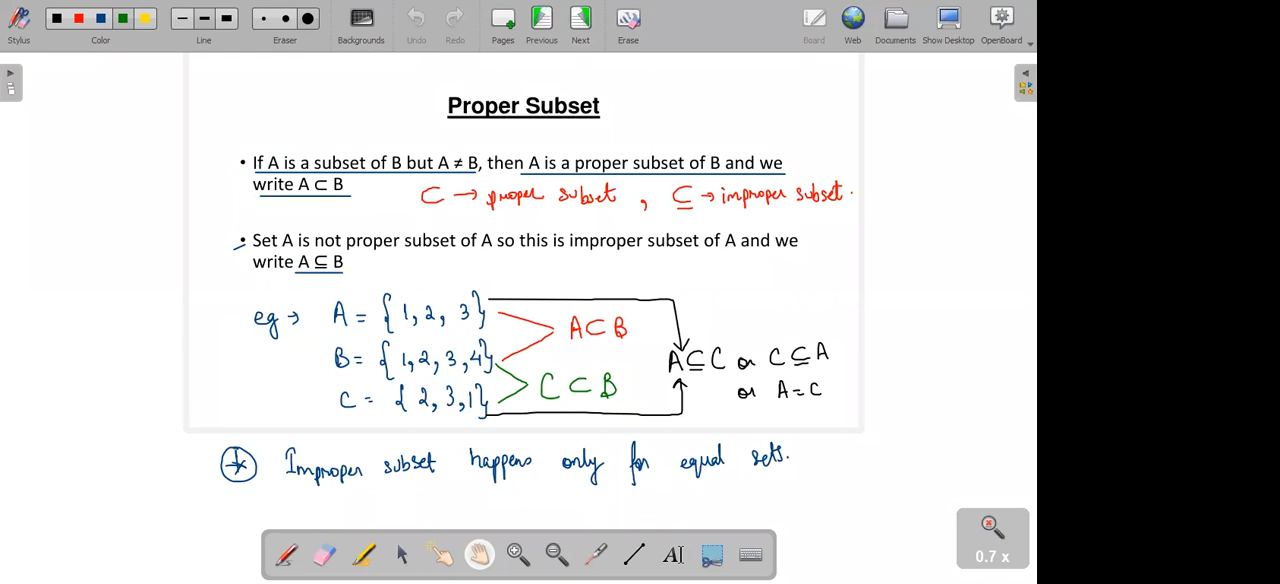 Stylus Color Line Eraser Backgrounds Undo Redo Pages Previous Next Erase Board Web Documents Show Desktop OpenBoard
Proper Subset
• If A is a subset of B but A ≠ B, then A is a proper subset of B and we
write A ⊂ B
⊂ → proper subset , ⊆ → improper subset.
• Set A is not proper subset of A so this is improper subset of A and we
write A ⊆ B
eg → A = { 1, 2, 3}
A ⊂ B
B = { 1, 2, 3, 4}
A ⊆ C or C ⊆ A
C = { 2, 3, 1}
C ⊂ B
or A = C
* Improper subset happens only for equal sets.
AI
0.7 x